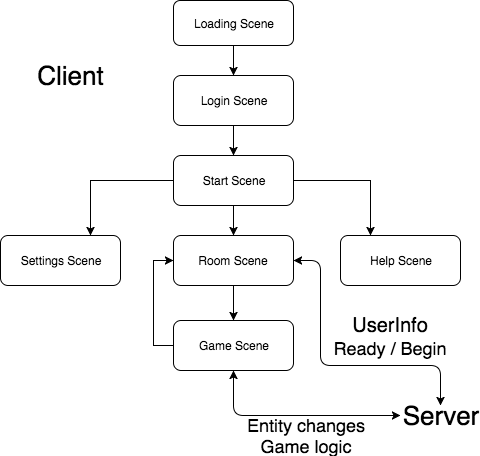 Loading Scene
Client
Login Scene
Start Scene
Settings Scene
Room Scene
Help Scene
UserInfo
Ready / Begin
Game Scene
Server
Entity changes
Game logic